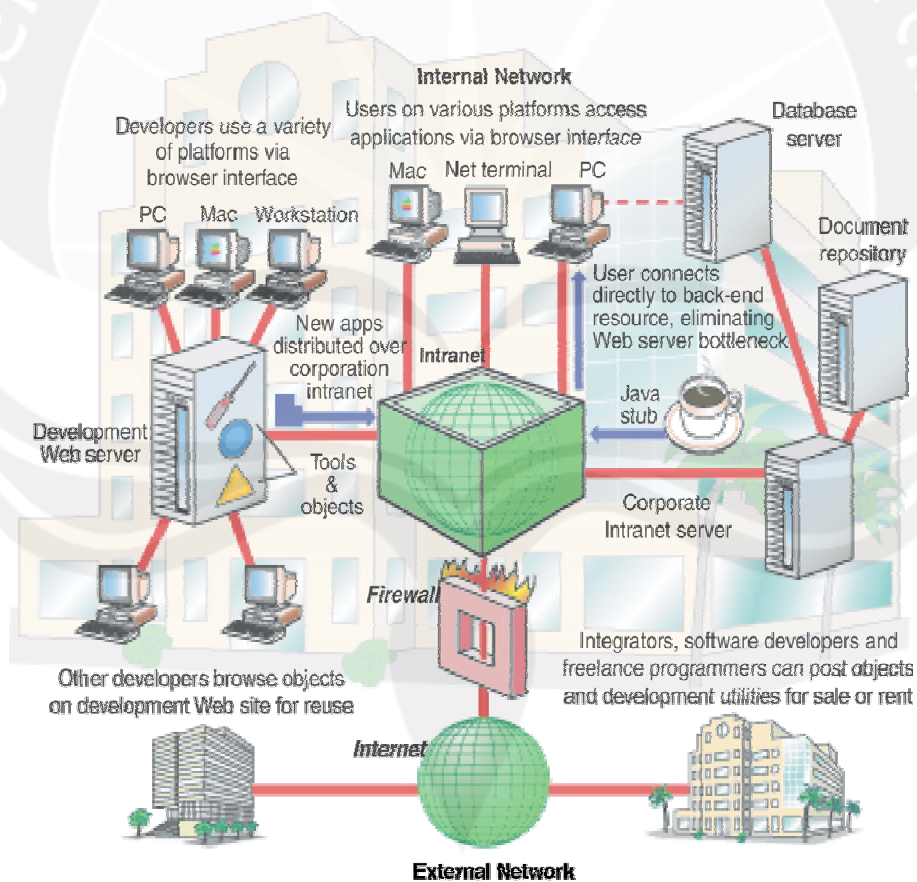 Internal Network
Users on various platforms access
applications via browser interface
Mac
Net terminal
PC
Developers use a variety
of platforms via
browser interface
PC
Mac
Workstation
Database
server
Document
repository
User connects
directly to back-end
resource, eliminating
Web server bottleneck
New apps
distributed over
corporation
intranet
Intranet
Java
stub
Development
Web server
Tools
&
objects
Corporate
Intranet server
Firewall
Other developers browse objects
on development Web site for reuse
Integrators, software developers and
freelance programmers can post objects
and development utilities for sale or rent
Internet
External Network